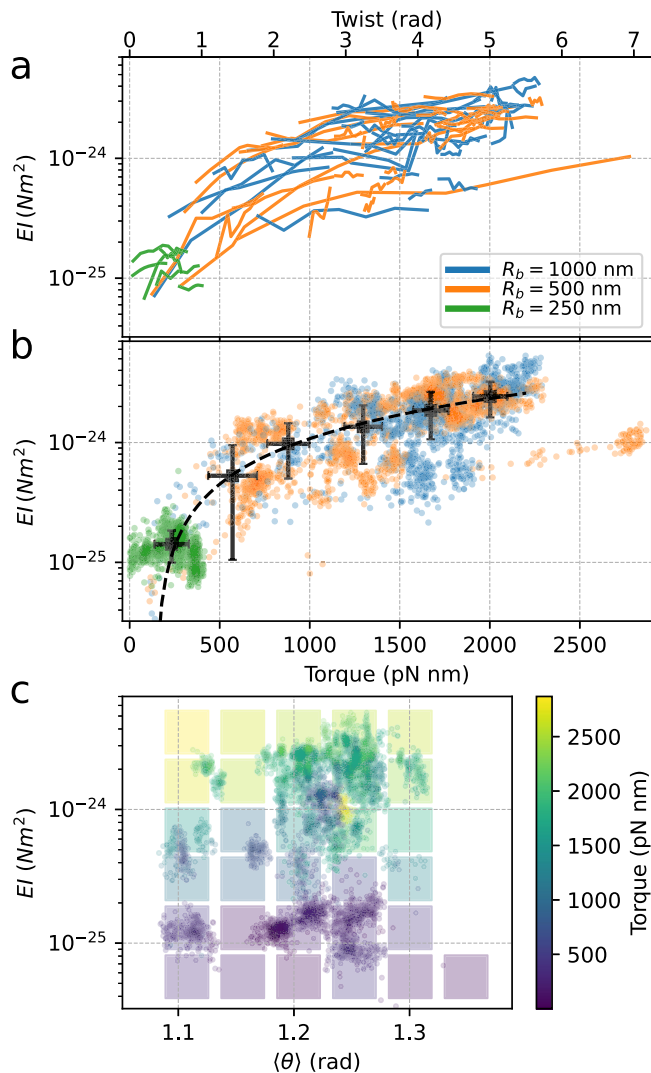 Twist (rad)
0 1 2 3 4 5 6 7
a
EI (Nm²)
10⁻²⁴
10⁻²⁵
R_b = 1000 nm
R_b = 500 nm
R_b = 250 nm
b
EI (Nm²)
10⁻²⁴
10⁻²⁵
0 500 1000 1500 2000 2500
Torque (pN nm)
c
EI (Nm²)
10⁻²⁴
10⁻²⁵
1.1 1.2 1.3
⟨θ⟩ (rad)
2500
2000
1500
1000
500
Torque (pN nm)